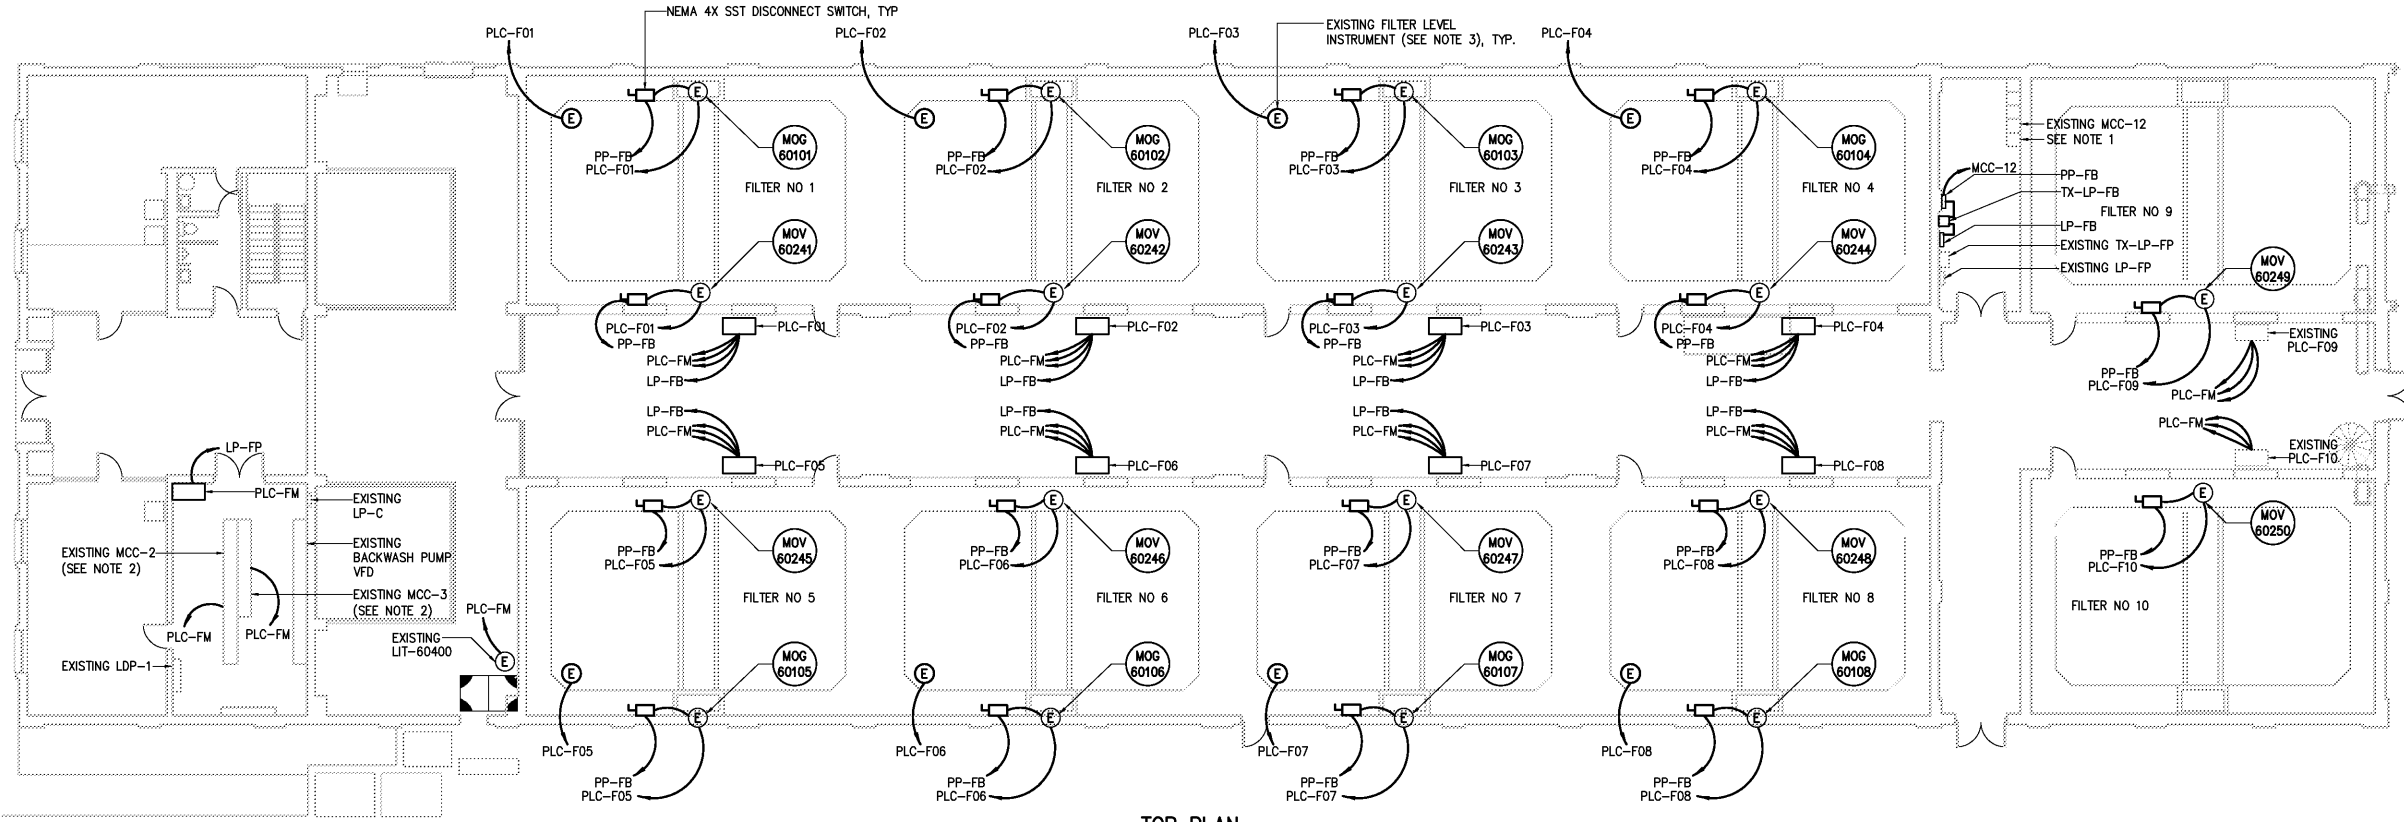 NEMA 4X SST DISCONNECT SWITCH, TYP
PLC-F01
PLC-F02
PLC-F03
EXISTING FILTER LEVEL
INSTRUMENT (SEE NOTE 3), TYP.
PLC-F04
E
E
E
E
E
E
E
E
MOG
60101
MOG
60102
MOG
60103
MOG
60104
EXISTING MCC-12
SEE NOTE 1
PP-FB
PLC-F01
PP-FB
PLC-F02
PP-FB
PLC-F03
PP-FB
PLC-F04
MCC-12
PP-FB
TX-LP-FB
FILTER NO 1
FILTER NO 2
FILTER NO 3
FILTER NO 4
FILTER NO 9
LP-FB
EXISTING TX-LP-FP
EXISTING LP-FP
MOV
60241
MOV
60242
MOV
60243
MOV
60244
MOV
60249
E
E
E
E
E
PLC-F01
PP-FB
PLC-F01
PLC-F02
PP-FB
PLC-F02
PLC-F03
PP-FB
PLC-F03
PLC-F04
PP-FB
PLC-F04
EXISTING
PLC-F09
PLC-FM
LP-FB
PLC-FM
LP-FB
PLC-FM
LP-FB
PLC-FM
LP-FB
PP-FB
PLC-F09
PLC-FM
LP-FB
PLC-FM
LP-FB
PLC-FM
LP-FB
PLC-FM
LP-FB
PLC-FM
PLC-FM
LP-FP
PLC-F05
PLC-F06
PLC-F07
PLC-F08
EXISTING
PLC-F10
PLC-FM
EXISTING
LP-C
E
E
E
E
E
EXISTING MCC-2
(SEE NOTE 2)
EXISTING
BACKWASH PUMP
VFD
EXISTING MCC-3
(SEE NOTE 2)
PP-FB
PLC-F05
PP-FB
PLC-F06
PP-FB
PLC-F07
PP-FB
PLC-F08
PP-FB
PLC-F10
MOV
60245
MOV
60246
MOV
60247
MOV
60248
MOV
60250
FILTER NO 5
FILTER NO 6
FILTER NO 7
FILTER NO 8
FILTER NO 10
PLC-FM
PLC-FM
PLC-FM
EXISTING
LIT-60400
E
EXISTING LDP-1
E
E
E
E
MOG
60105
MOG
60106
MOG
60107
MOG
60108
E
E
E
E
PLC-F05
PLC-F06
PLC-F07
PLC-F08
PP-FB
PLC-F05
PP-FB
PLC-F06
PP-FB
PLC-F07
PP-FB
PLC-F08
TOP PLAN